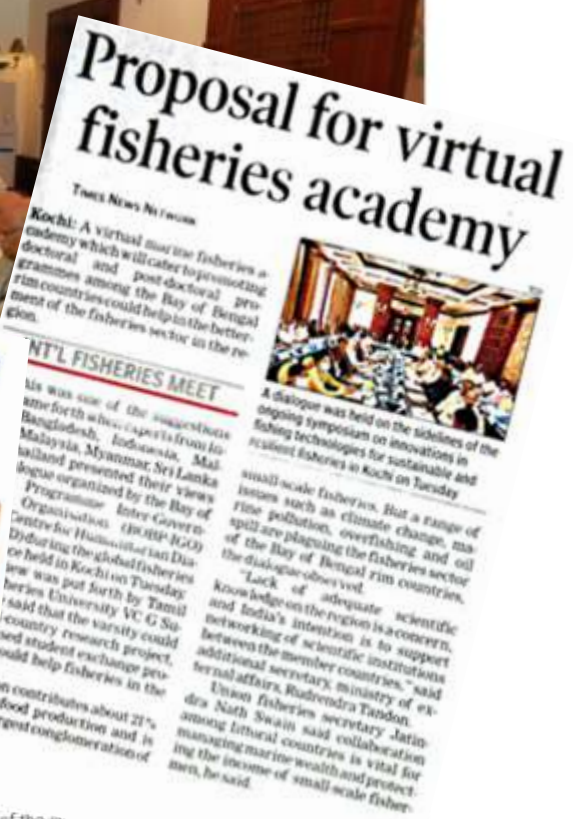 Proposal for virtual
fisheries academy
TIMES NEWS NETWORK
Kochi: A virtual marine fisheries a-
cademy which will cater to promoting
doctoral and post-doctoral pro-
grammes among the Bay of Bengal
rim countries could help in the better-
ment of the fisheries sector in the re-
gion.
NT'L FISHERIES MEET
his was one of the suggestions
ame forth when experts from In-
Bangladesh, Indonesia, Mal-
Malaysia, Myanmar, Sri Lanka
ailand presented their views
logue organized by the Bay of
Programme Inter-Govern-
Organisation (BOBP-IGO)
Centre for Humanitarian Dia-
D) during the global fisheries
ce held in Kochi on Tuesday.
ew was put forth by Tamil
heries University VC G Su-
said that the varsity could
-country research project,
sed student exchange pro-
ould help fisheries in the
n contributes about 21%
food production and is
rgest conglomeration of
A dialogue was held on the sidelines of the
ongoing symposium on innovations in
fishing technologies for sustainable and
resilient fisheries in Kochi on Tuesday
small-scale fisheries. But a range of
issues such as climate change, ma-
rine pollution, overfishing and oil
spill are plaguing the fisheries sector
of the Bay of Bengal rim countries,
the dialogue observed.
"Lack of adequate scientific
knowledge on the region is a concern,
and India's intention is to support
networking of scientific institutions
between the member countries," said
additional secretary, ministry of ex-
ternal affairs, Rudrendra Tandon.
Union fisheries secretary Jatin-
dra Nath Swain said collaboration
among littoral countries is vital for
managing marine wealth and protect-
ing the income of small-scale fisher-
men, he said.